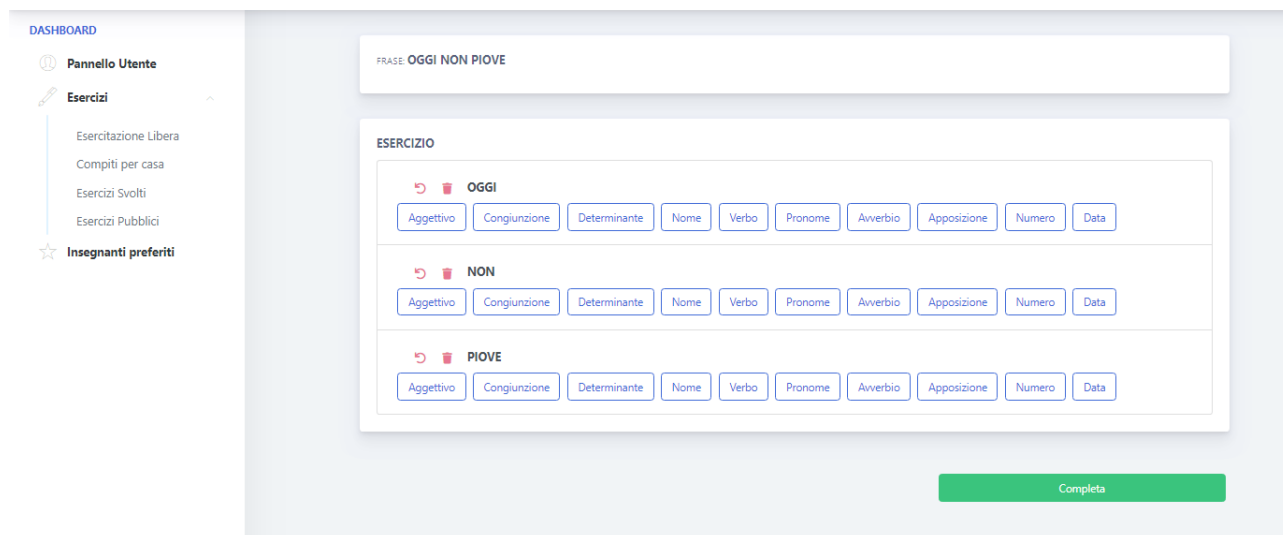 DASHBOARD
Pannello Utente
Esercizi
Esercitazione Libera
Compiti per casa
Esercizi Svolti
Esercizi Pubblici
Insegnanti preferiti
FRASE: OGGI NON PIOVE
ESERCIZIO
OGGI
Aggettivo Congiunzione Determinante Nome Verbo Pronome Avverbio Apposizione Numero Data
NON
Aggettivo Congiunzione Determinante Nome Verbo Pronome Avverbio Apposizione Numero Data
PIOVE
Aggettivo Congiunzione Determinante Nome Verbo Pronome Avverbio Apposizione Numero Data
Completa